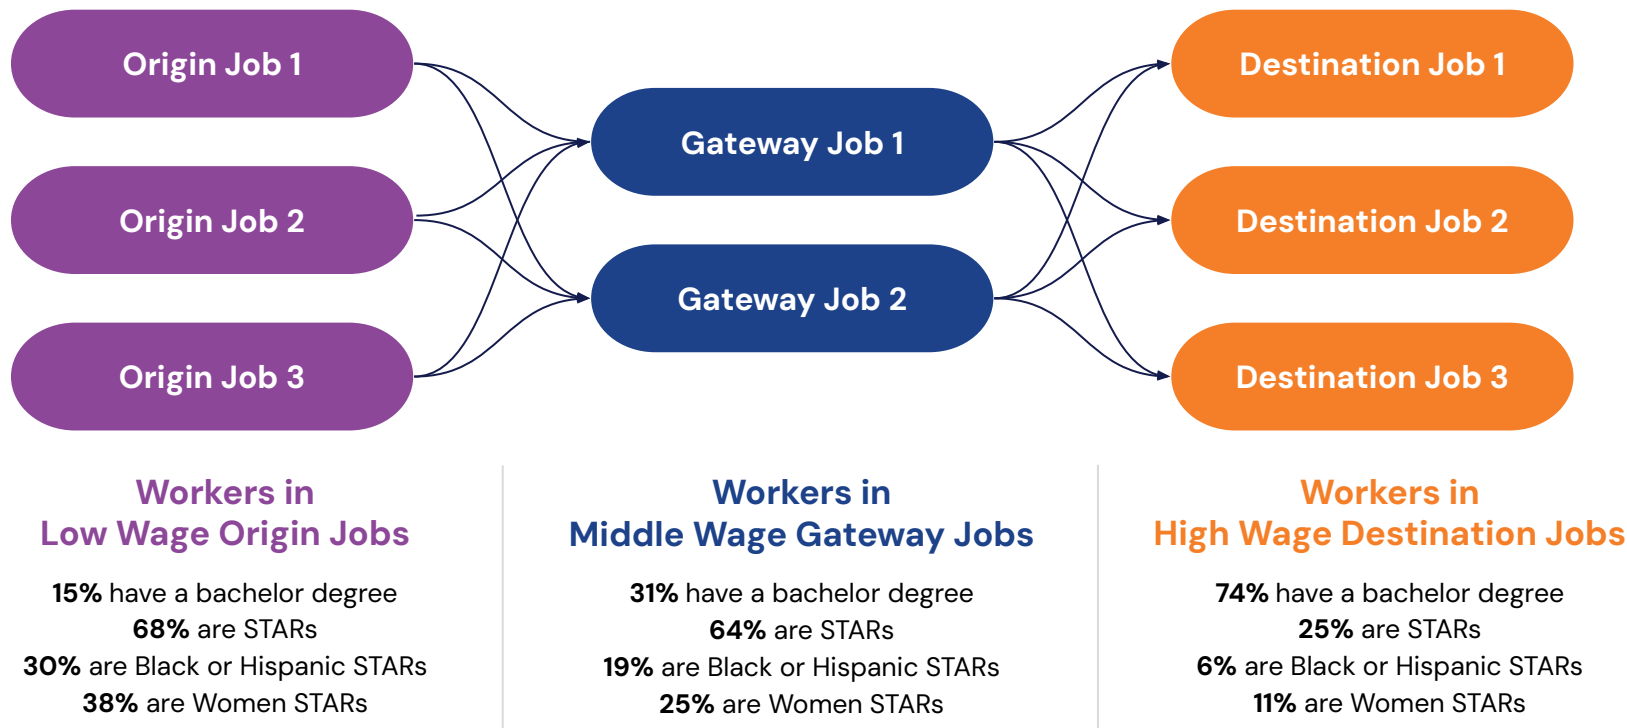 Origin Job 1
Origin Job 2
Origin Job 3
Gateway Job 1
Gateway Job 2
Destination Job 1
Destination Job 2
Destination Job 3
Workers in
Low Wage Origin Jobs
15% have a bachelor degree
68% are STARs
30% are Black or Hispanic STARs
38% are Women STARs
Workers in
Middle Wage Gateway Jobs
31% have a bachelor degree
64% are STARs
19% are Black or Hispanic STARs
25% are Women STARs
Workers in
High Wage Destination Jobs
74% have a bachelor degree
25% are STARs
6% are Black or Hispanic STARs
11% are Women STARs